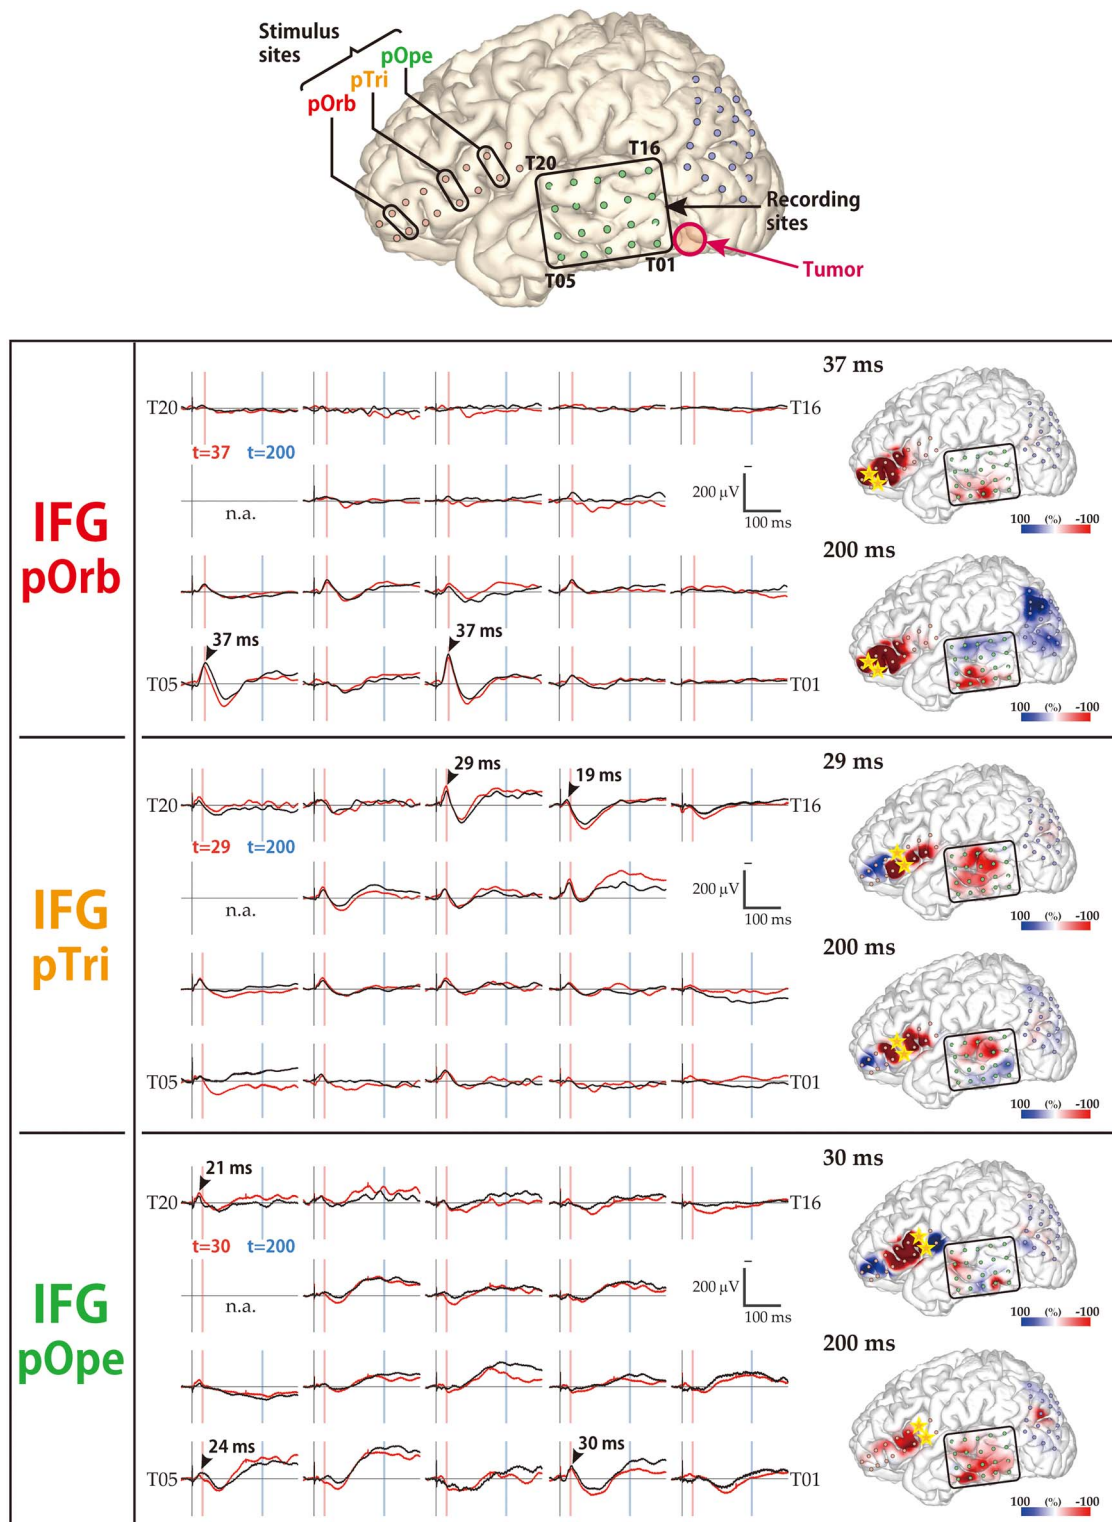 Stimulus
sites
pOpe
pTri
pOrb
T20
T16
Recording
sites
T05
T01
Tumor
IFG
pOrb
T20
T16
t=37 t=200
n.a.
200 μV
100 ms
37 ms
37 ms
T05
T01
37 ms
100 (%) -100
200 ms
100 (%) -100
IFG
pTri
29 ms
19 ms
T20
T16
t=29 t=200
n.a.
200 μV
100 ms
T05
T01
29 ms
100 (%) -100
200 ms
100 (%) -100
IFG
pOpe
21 ms
T20
T16
t=30 t=200
n.a.
200 μV
100 ms
24 ms
30 ms
T05
T01
30 ms
100 (%) -100
200 ms
100 (%) -100